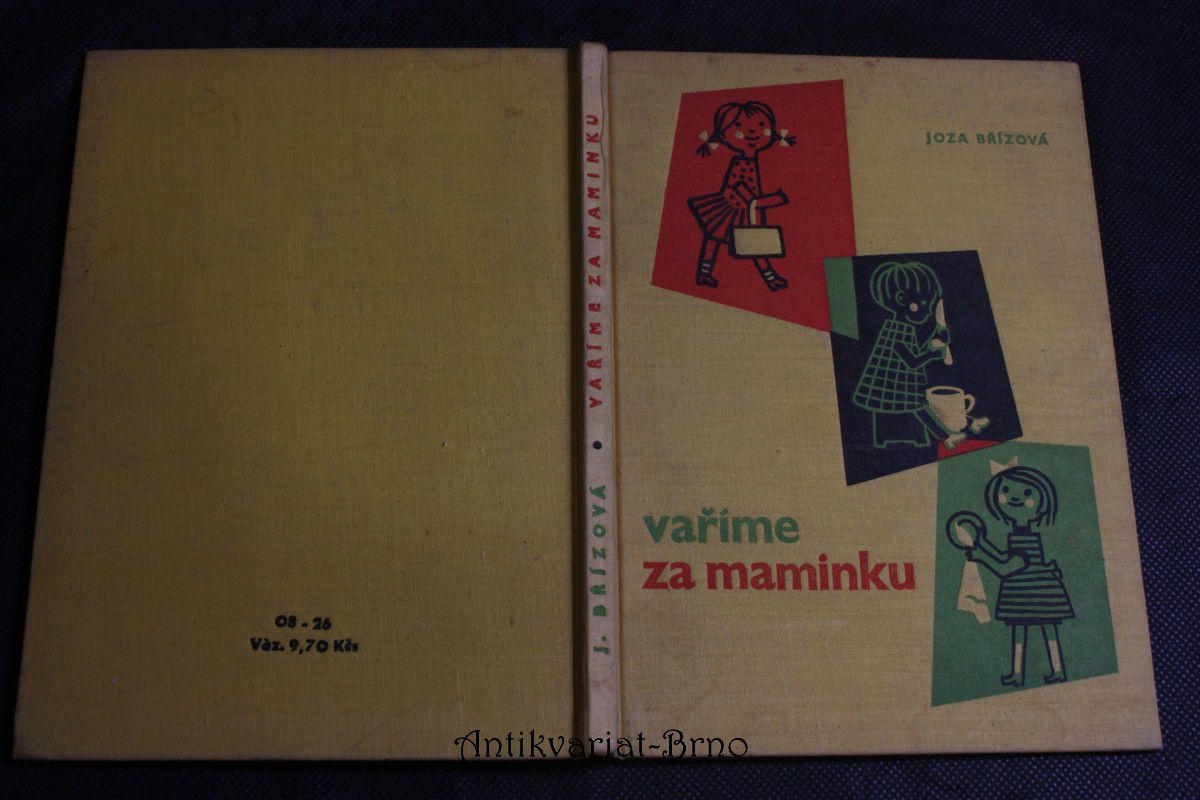 08 - 26
Váz. 9,70 Kčs
J. BŘÍZOVÁ • VAŘÍME ZA MAMINKU
JOZA BŘÍZOVÁ
vaříme
za maminku
Antikvariat-Brno